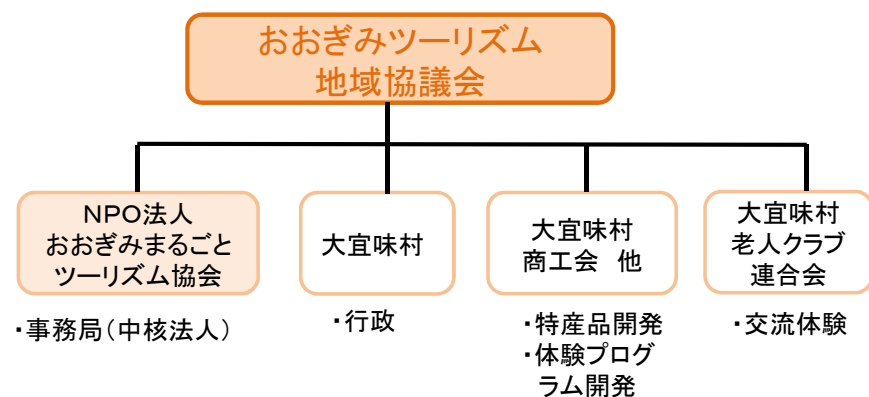 おおぎみツーリズム
地域協議会
NPO法人
おおぎみまるごと
ツーリズム協会
・事務局(中核法人)
大宜味村
・行政
大宜味村
商工会　他
・特産品開発
・体験プログ
ラム開発
大宜味村
老人クラブ
連合会
・交流体験